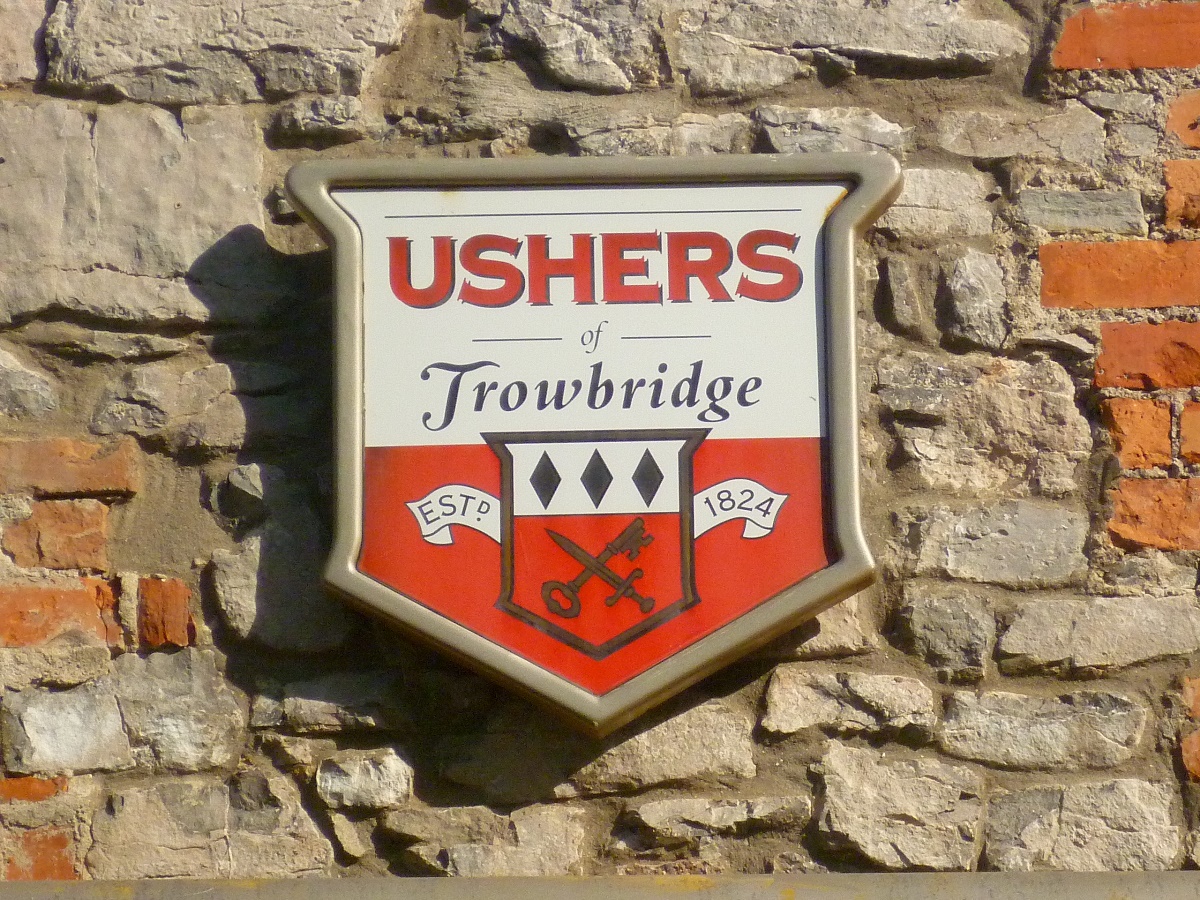 USHERS
of
Trowbridge
ESTD 1824